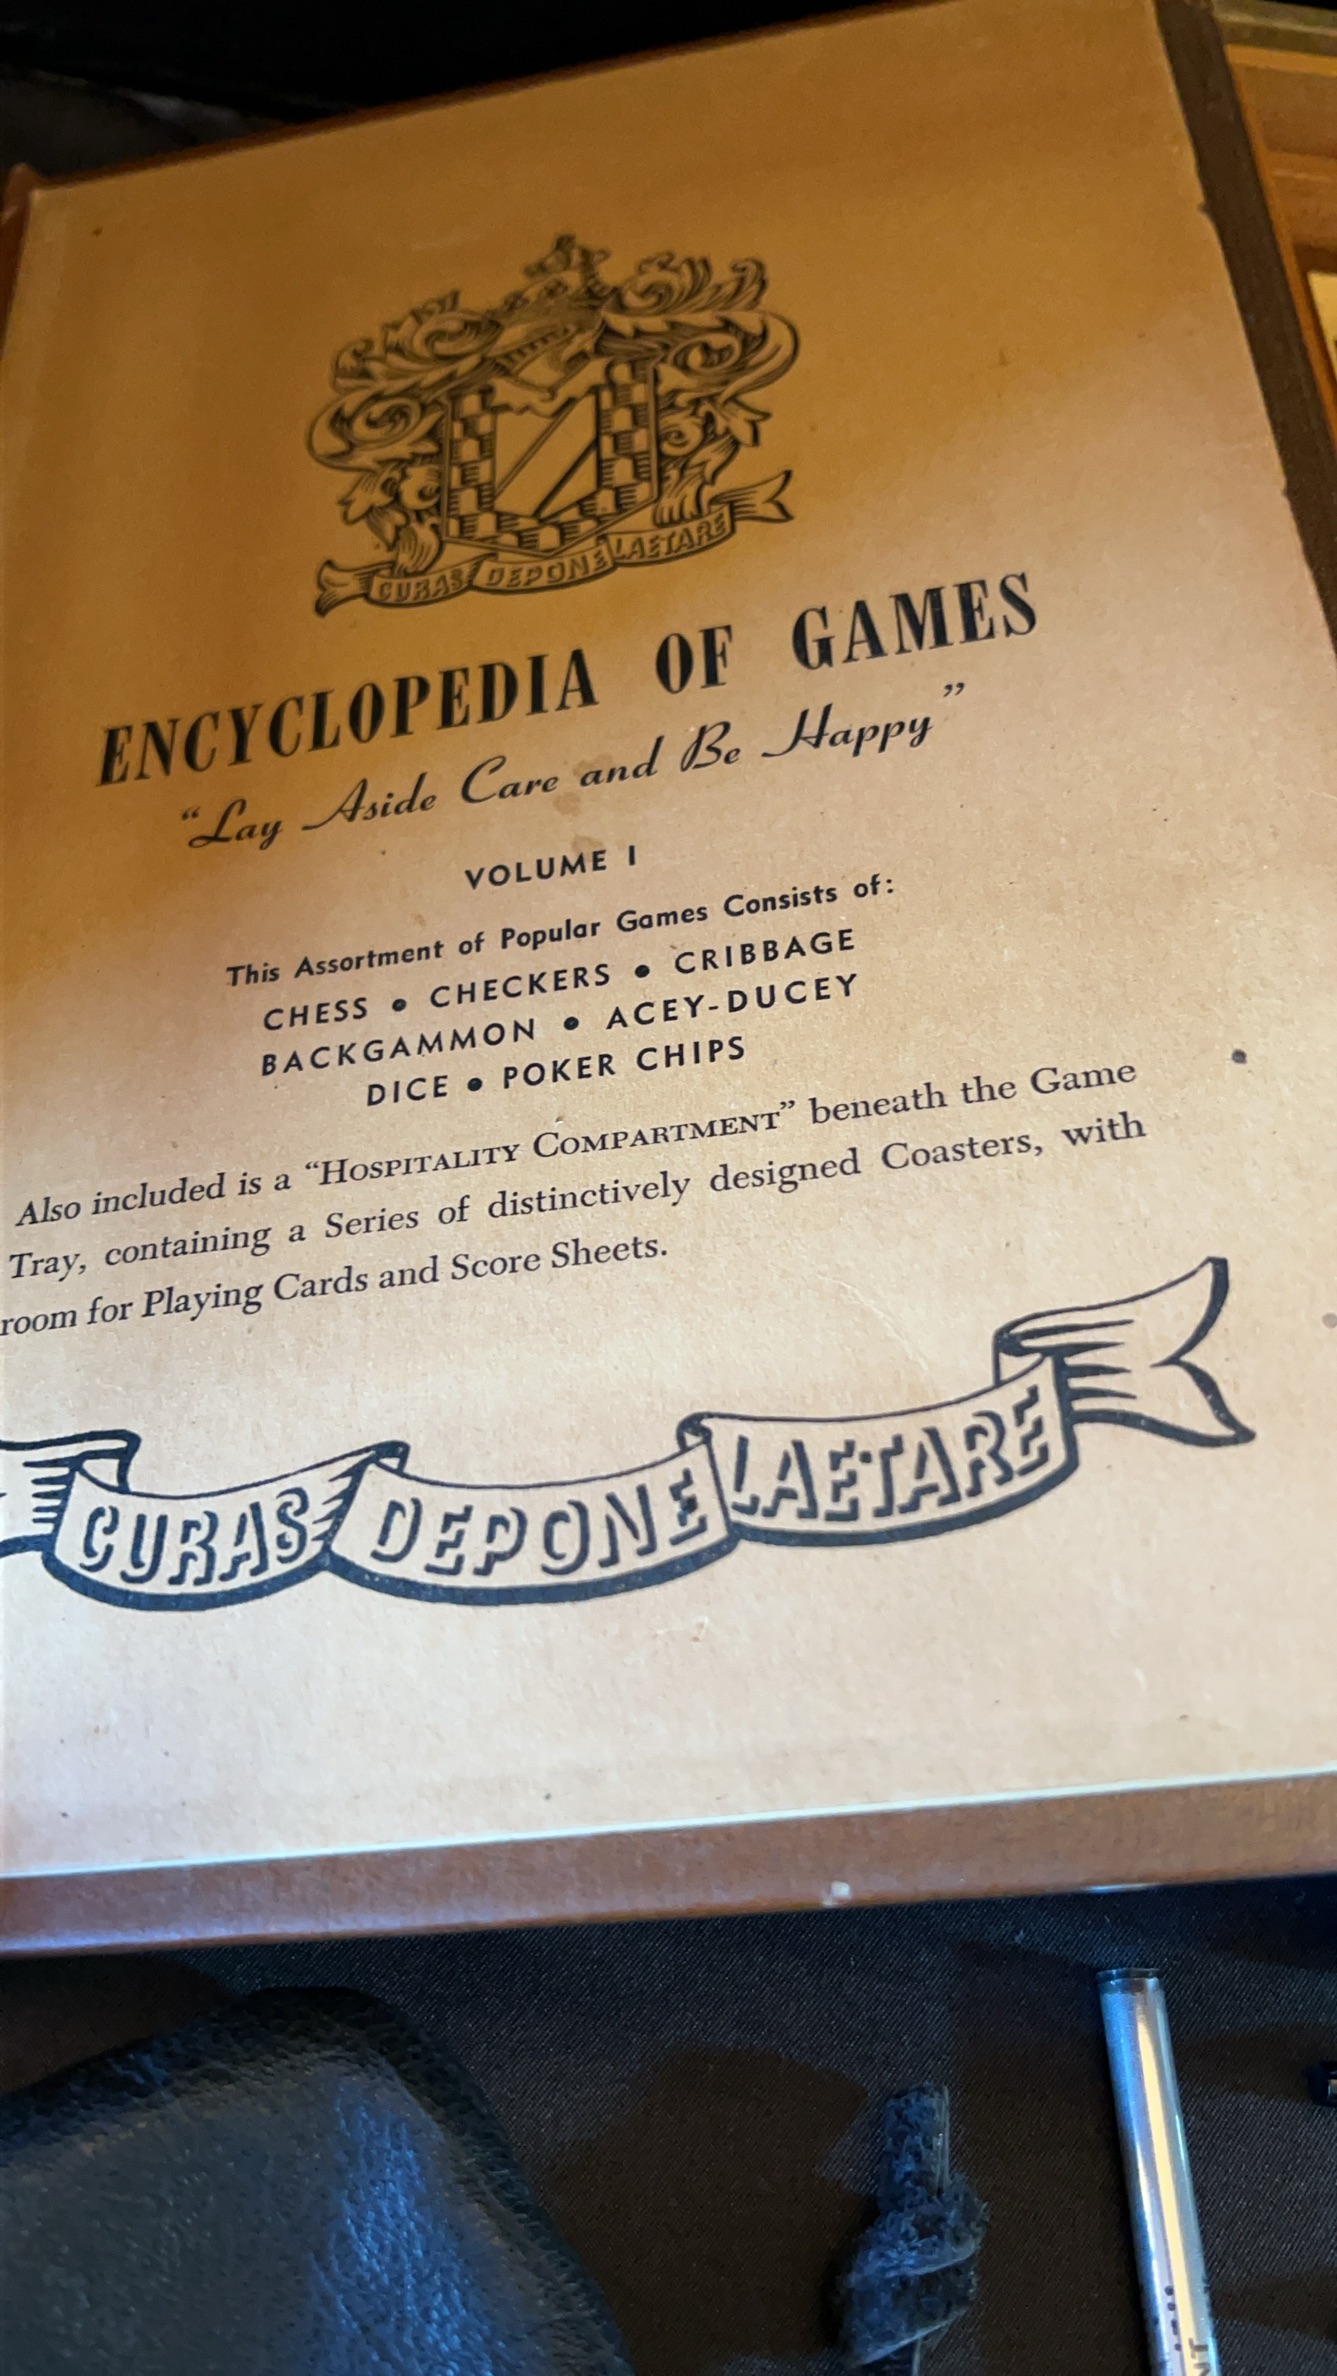 CURAS DEPONE LAETARE
ENCYCLOPEDIA OF GAMES
“Lay Aside Care and Be Happy”
VOLUME I
This Assortment of Popular Games Consists of:
CHESS • CHECKERS • CRIBBAGE
BACKGAMMON • ACEY-DUCEY
DICE • POKER CHIPS
Also included is a “HOSPITALITY COMPARTMENT” beneath the Game
Tray, containing a Series of distinctively designed Coasters, with
room for Playing Cards and Score Sheets.
CURAS DEPONE LAETARE